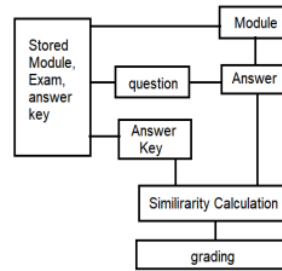 Module
Stored
Module,
Exam,
answer
key
question
Answer
Answer
Key
Similirarity Calculation
grading